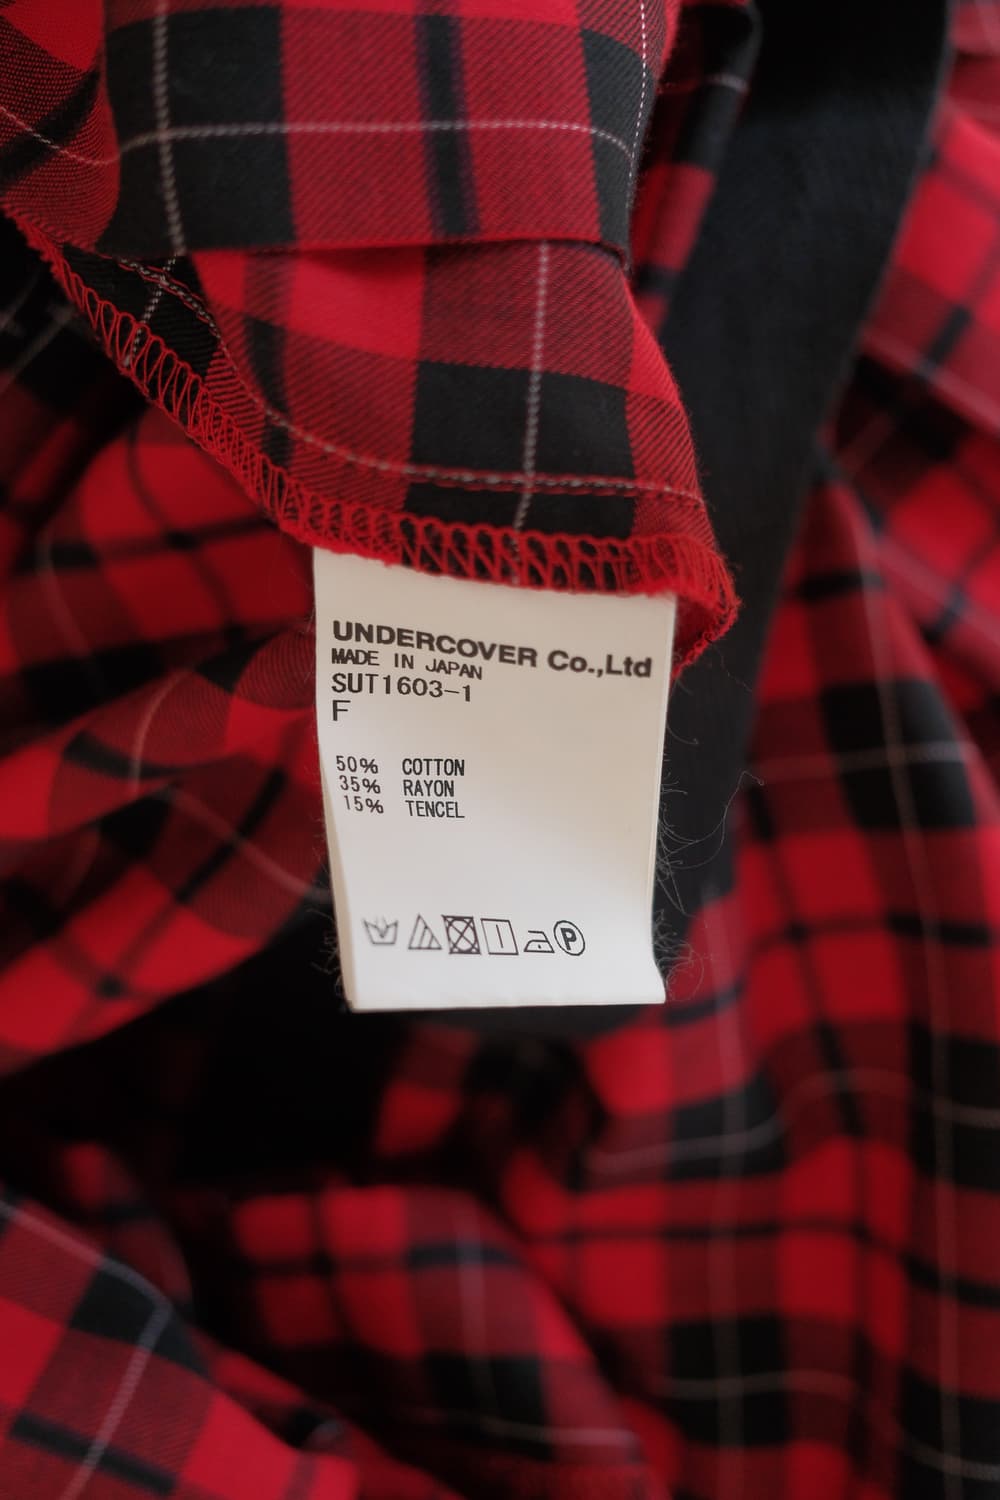 UNDERCOVER Co.,Ltd
MADE IN JAPAN
SUT1603-1
F
50% COTTON
35% RAYON
15% TENCEL
P